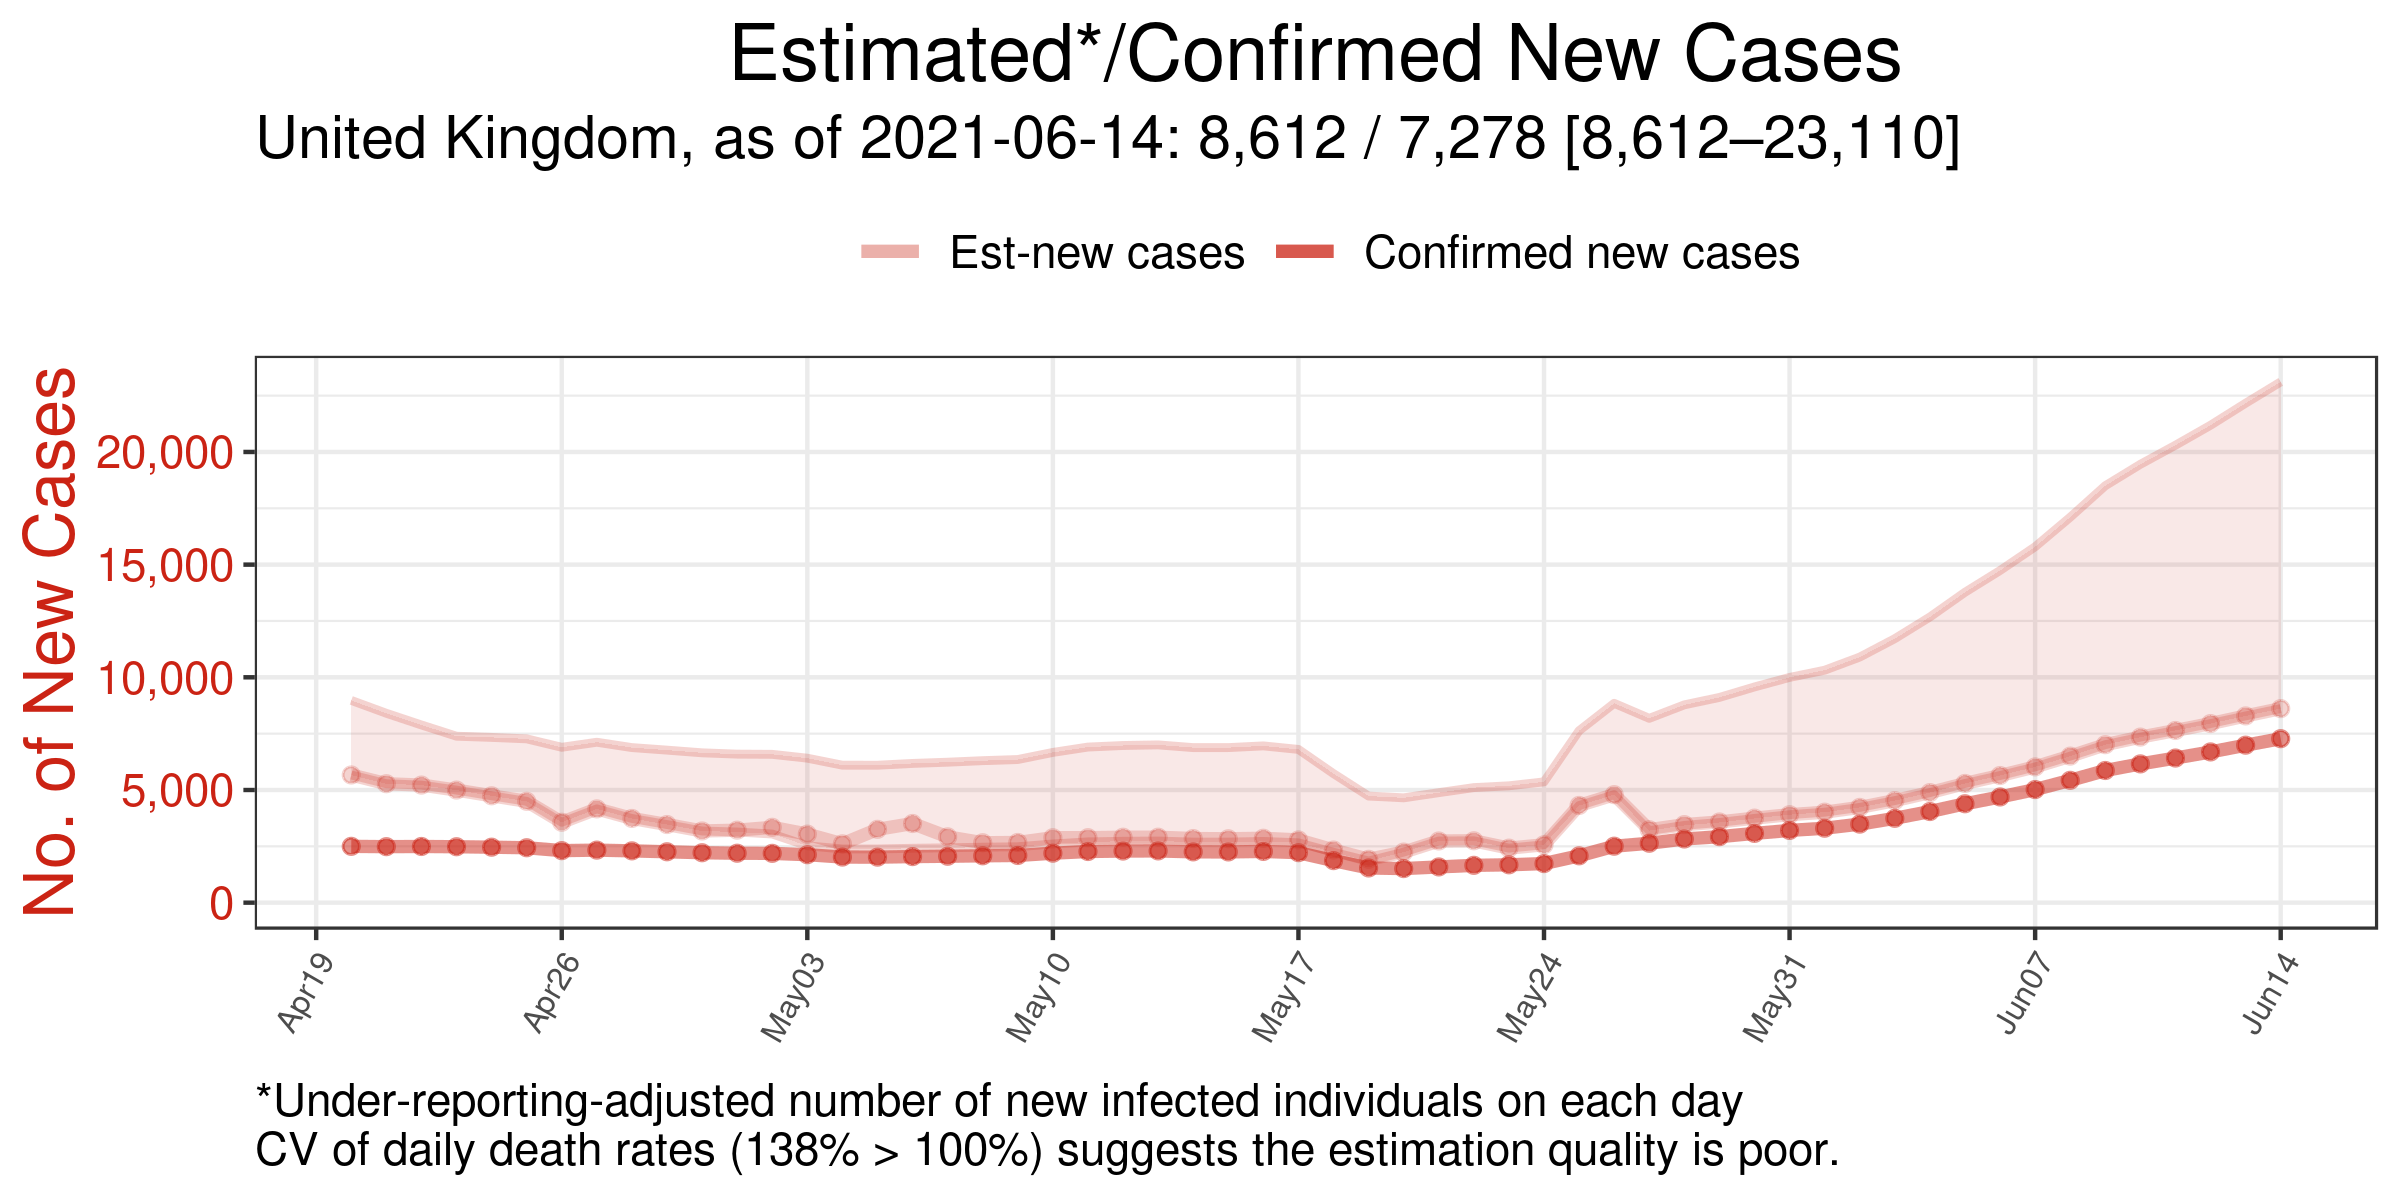 Estimated*/Confirmed New Cases
United Kingdom, as of 2021-06-14: 8,612 / 7,278 [8,612–23,110]
Est-new cases
Confirmed new cases
No. of New Cases
20,000
15,000
10,000
5,000
0
Apr19
Apr26
May03
May10
May17
May24
May31
Jun07
Jun14
*Under-reporting-adjusted number of new infected individuals on each day
CV of daily death rates (138% > 100%) suggests the estimation quality is poor.